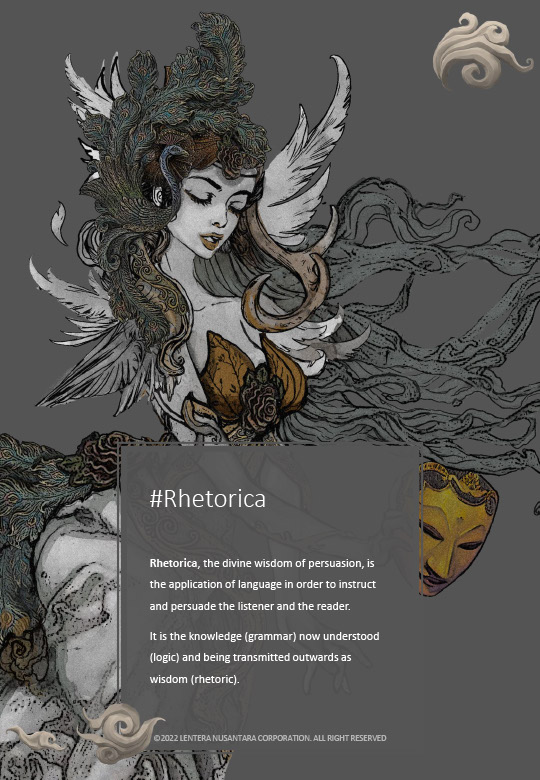 #Rhetorica
Rhetorica, the divine wisdom of persuasion, is
the application of language in order to instruct
and persuade the listener and the reader.
It is the knowledge (grammar) now understood
(logic) and being transmitted outwards as
wisdom (rhetoric).
©2022 LENTERA NUSANTARA CORPORATION. ALL RIGHT RESERVED